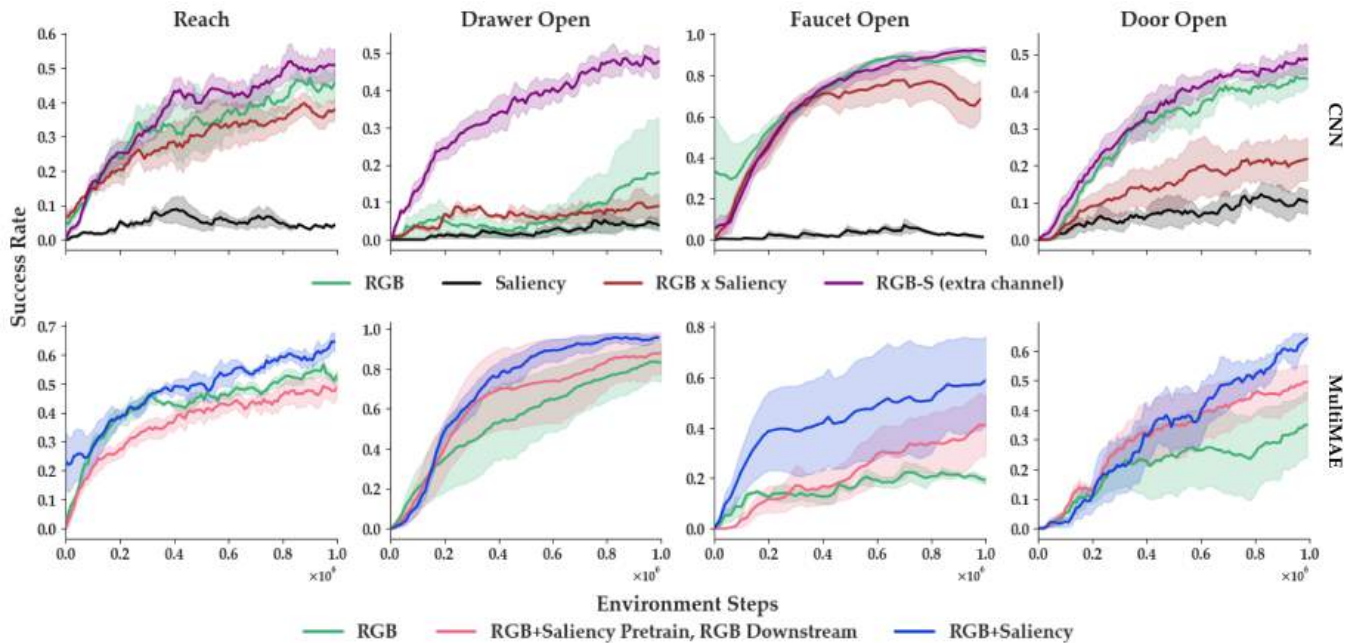 Reach Drawer Open Faucet Open Door Open
0.6 0.5 0.4 0.3 0.2 0.1 0.0
0.5 0.4 0.3 0.2 0.1 0.0
1.0 0.8 0.6 0.4 0.2 0.0
0.5 0.4 0.3 0.2 0.1 0.0
CNN
Success Rate
RGB Saliency RGB x Saliency RGB-S (extra channel)
0.7 0.6 0.5 0.4 0.3 0.2 0.1 0.0
1.0 0.8 0.6 0.4 0.2 0.0
0.8 0.6 0.4 0.2 0.0
0.6 0.5 0.4 0.3 0.2 0.1 0.0
MultiMAE
0.0 0.2 0.4 0.6 0.8 1.0 0.0 0.2 0.4 0.6 0.8 1.0 0.0 0.2 0.4 0.6 0.8 1.0 0.0 0.2 0.4 0.6 0.8 1.0
×10⁶ ×10⁶ ×10⁶ ×10⁶
Environment Steps
RGB RGB+Saliency Pretrain, RGB Downstream RGB+Saliency